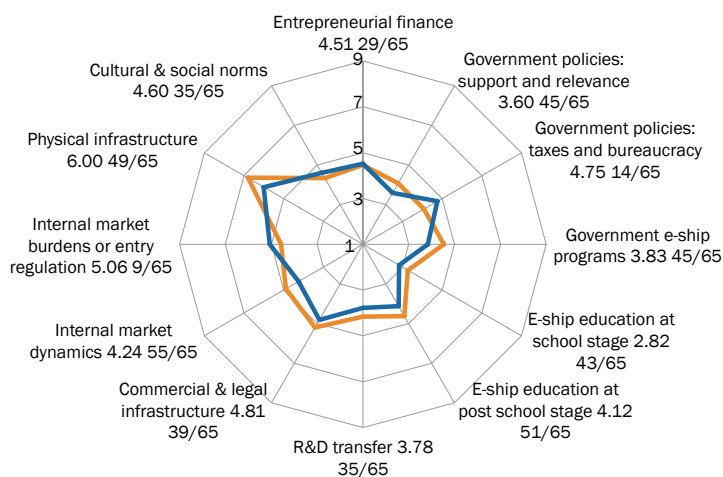 Entrepreneurial finance
4.51 29/65
Government policies:
support and relevance
3.60 45/65
Government policies:
taxes and bureaucracy
4.75 14/65
Government e-ship
programs 3.83 45/65
E-ship education at
school stage 2.82
43/65
E-ship education at
post school stage 4.12
51/65
R&D transfer 3.78
35/65
Commercial & legal
infrastructure 4.81
39/65
Internal market
dynamics 4.24 55/65
Internal market
burdens or entry
regulation 5.06 9/65
Physical infrastructure
6.00 49/65
Cultural & social norms
4.60 35/65
9
7
5
3
1